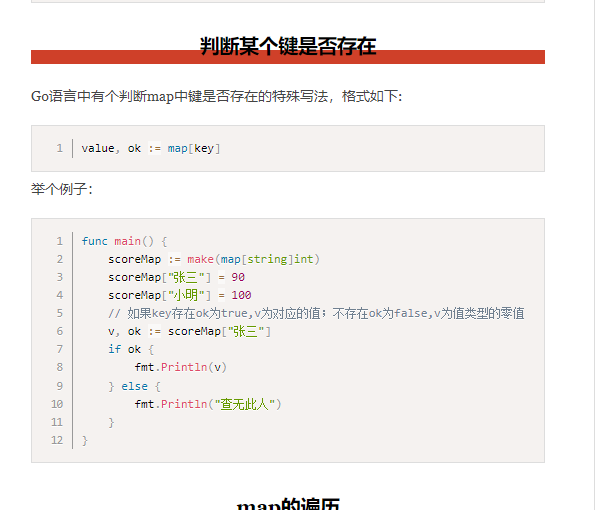 判断某个键是否存在
Go语言中有个判断map中键是否存在的特殊写法，格式如下：
1 value, ok := map[key]
举个例子：
1 func main() {
2 scoreMap := make(map[string]int)
3 scoreMap["张三"] = 90
4 scoreMap["小明"] = 100
5 // 如果key存在ok为true,v为对应的值；不存在ok为false,v为值类型的零值
6 v, ok := scoreMap["张三"]
7 if ok {
8 fmt.Println(v)
9 } else {
10 fmt.Println("查无此人")
11 }
12 }
map的遍历